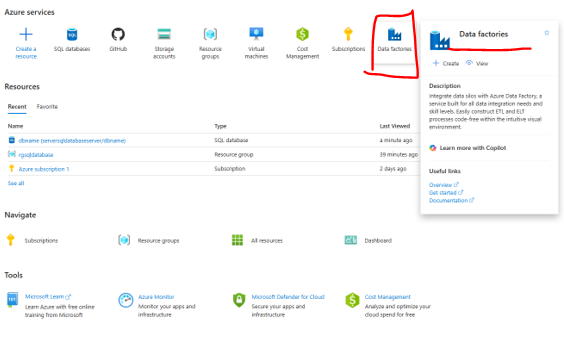 Azure services
Create a resource
SQL databases
GitHub
Storage accounts
Resource groups
Virtual machines
Cost Management
Subscriptions
Data factories
Data factories
Create
View
Description
Integrate data silos with Azure Data Factory, a
service built for all data integration needs and
skill levels. Easily construct ETL and ELT
processes code-free within the intuitive visual
environment.
Learn more with Copilot
Useful links
Overview
Get started
Documentation
Resources
Recent
Favorite
Name
Type
Last Viewed
dbname (serversqldatabaseserver/dbname)
SQL database
a minute ago
rgsqldatabase
Resource group
39 minutes ago
Azure subscription 1
Subscription
2 days ago
See all
Navigate
Subscriptions
Resource groups
All resources
Dashboard
Tools
Microsoft Learn
Learn Azure with free online
training from Microsoft
Azure Monitor
Monitor your apps and
infrastructure
Microsoft Defender for Cloud
Secure your apps and
infrastructure
Cost Management
Analyze and optimize your
cloud spend for free